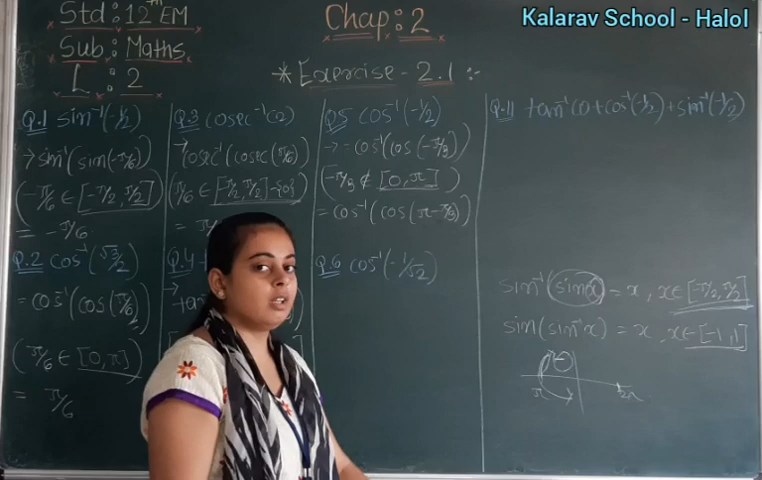 Std : 12th EM
Sub : Maths
L : 2
Chap : 2
Kalarav School - Halol
* Exercise - 2.1 :-
Q.1 sin⁻¹(-1/2)
→ sin⁻¹(sin(-π/6))
(-π/6 ∈ [-π/2, π/2])
= -π/6
Q.2 cos⁻¹(√3/2)
= cos⁻¹(cos(π/6))
(π/6 ∈ [0, π])
= π/6
Q.3 cosec⁻¹(2)
→ cosec⁻¹(cosec(π/6))
(π/6 ∈ [-π/2, π/2]-{0})
= π/
Q.4 t
→
tan
Q.5 cos⁻¹(-1/2)
→ = cos⁻¹(cos(-π/3))
(-π/3 ∉ [0, π])
= cos⁻¹(cos(π-π/3))
Q.6 cos⁻¹(-1/√2)
Q.11 tan⁻¹(1)+cos⁻¹(-1/2)+sin⁻¹(-1/2)
sin⁻¹(sinx) = x, x∈[-π/2, π/2]
sin(sin⁻¹x) = x, x∈[-1, 1]
π
2π